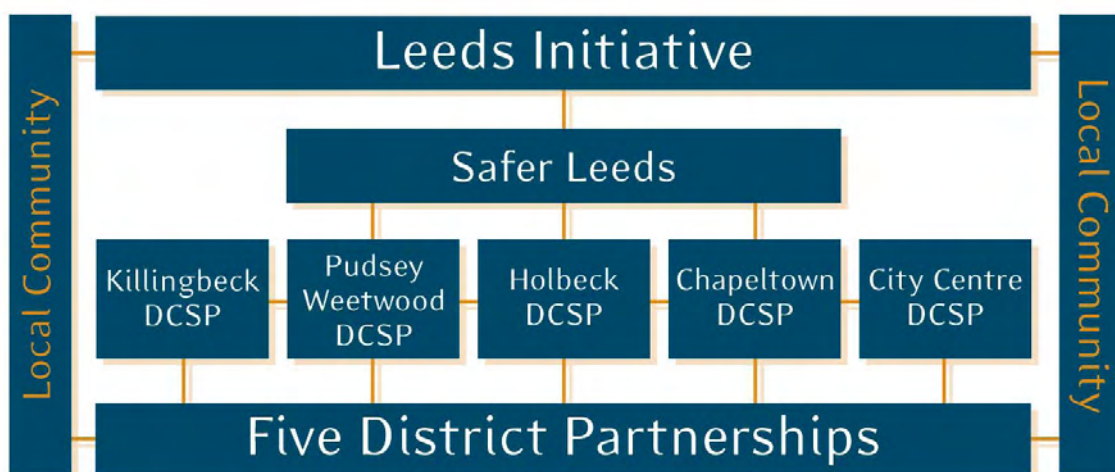 Leeds Initiative
Local Community
Local Community
Safer Leeds
Killingbeck
DCSP
Pudsey
Weetwood
DCSP
Holbeck
DCSP
Chapeltown
DCSP
City Centre
DCSP
Five District Partnerships